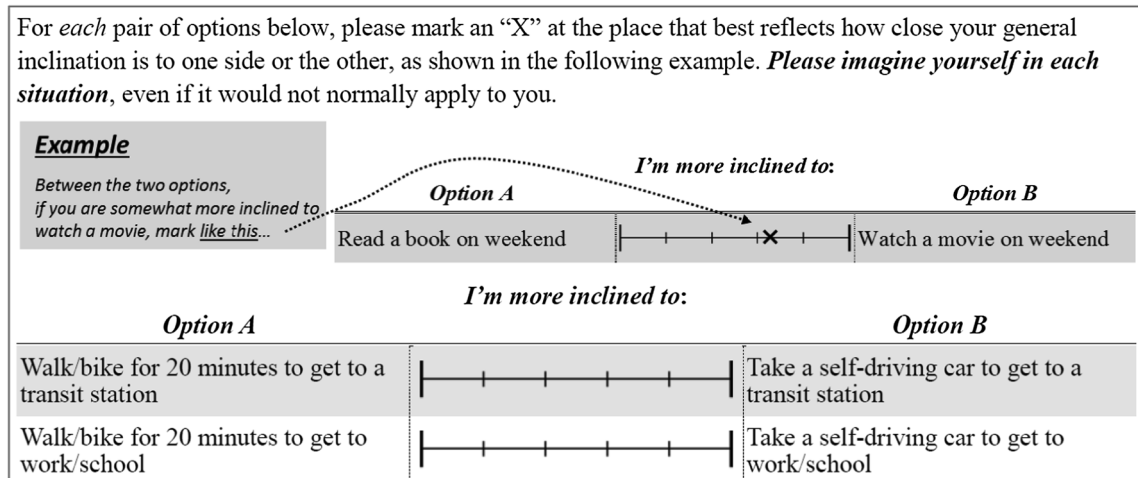 For each pair of options below, please mark an “X” at the place that best reflects how close your general
inclination is to one side or the other, as shown in the following example. Please imagine yourself in each
situation, even if it would not normally apply to you.
Example
Between the two options,
if you are somewhat more inclined to
watch a movie, mark like this...
I’m more inclined to:
Option A
Option B
Read a book on weekend
Watch a movie on weekend
I’m more inclined to:
Option A
Option B
Walk/bike for 20 minutes to get to a
transit station
Take a self-driving car to get to a
transit station
Walk/bike for 20 minutes to get to
work/school
Take a self-driving car to get to
work/school